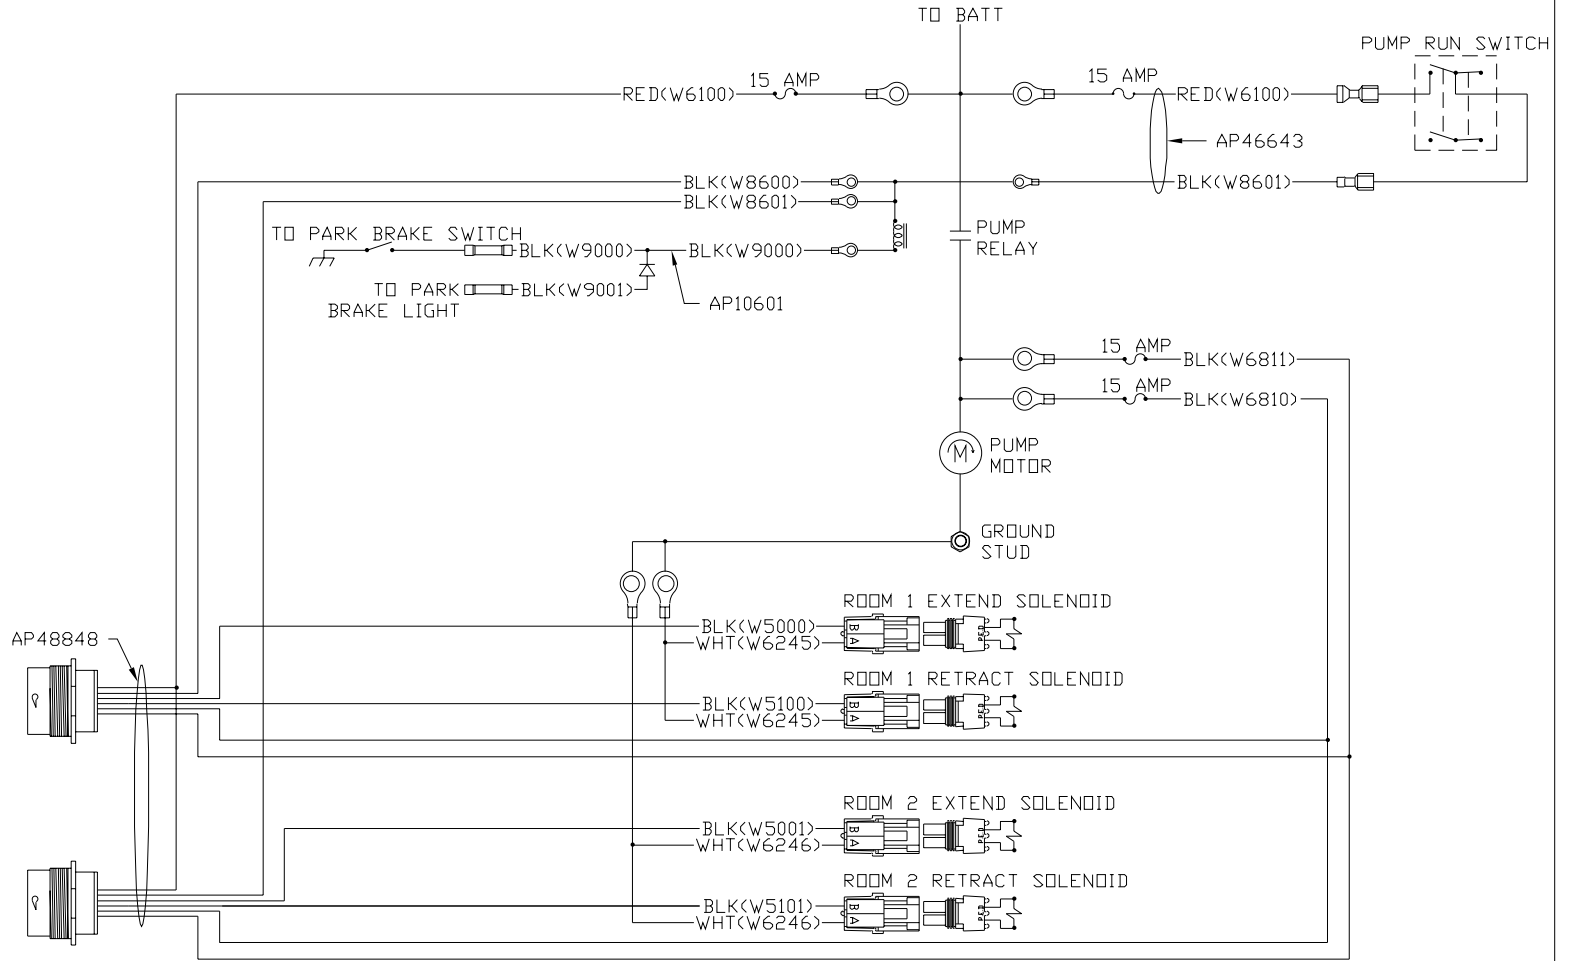 TO BATT
PUMP RUN SWITCH
RED(W6100)
15 AMP
15 AMP
RED(W6100)
AP46643
BLK(W8600)
BLK(W8601)
BLK(W8601)
TO PARK BRAKE SWITCH
BLK(W9000)
BLK(W9000)
PUMP
RELAY
TO PARK
BRAKE LIGHT
BLK(W9001)
AP10601
15 AMP
BLK(W6811)
15 AMP
BLK(W6810)
M
PUMP
MOTOR
GROUND
STUD
ROOM 1 EXTEND SOLENOID
AP48848
BLK(W5000)
B
WHT(W6245)
A
PED
ROOM 1 RETRACT SOLENOID
BLK(W5100)
B
WHT(W6245)
A
PED
ROOM 2 EXTEND SOLENOID
BLK(W5001)
B
WHT(W6246)
A
PED
ROOM 2 RETRACT SOLENOID
BLK(W5101)
B
WHT(W6246)
A
PED